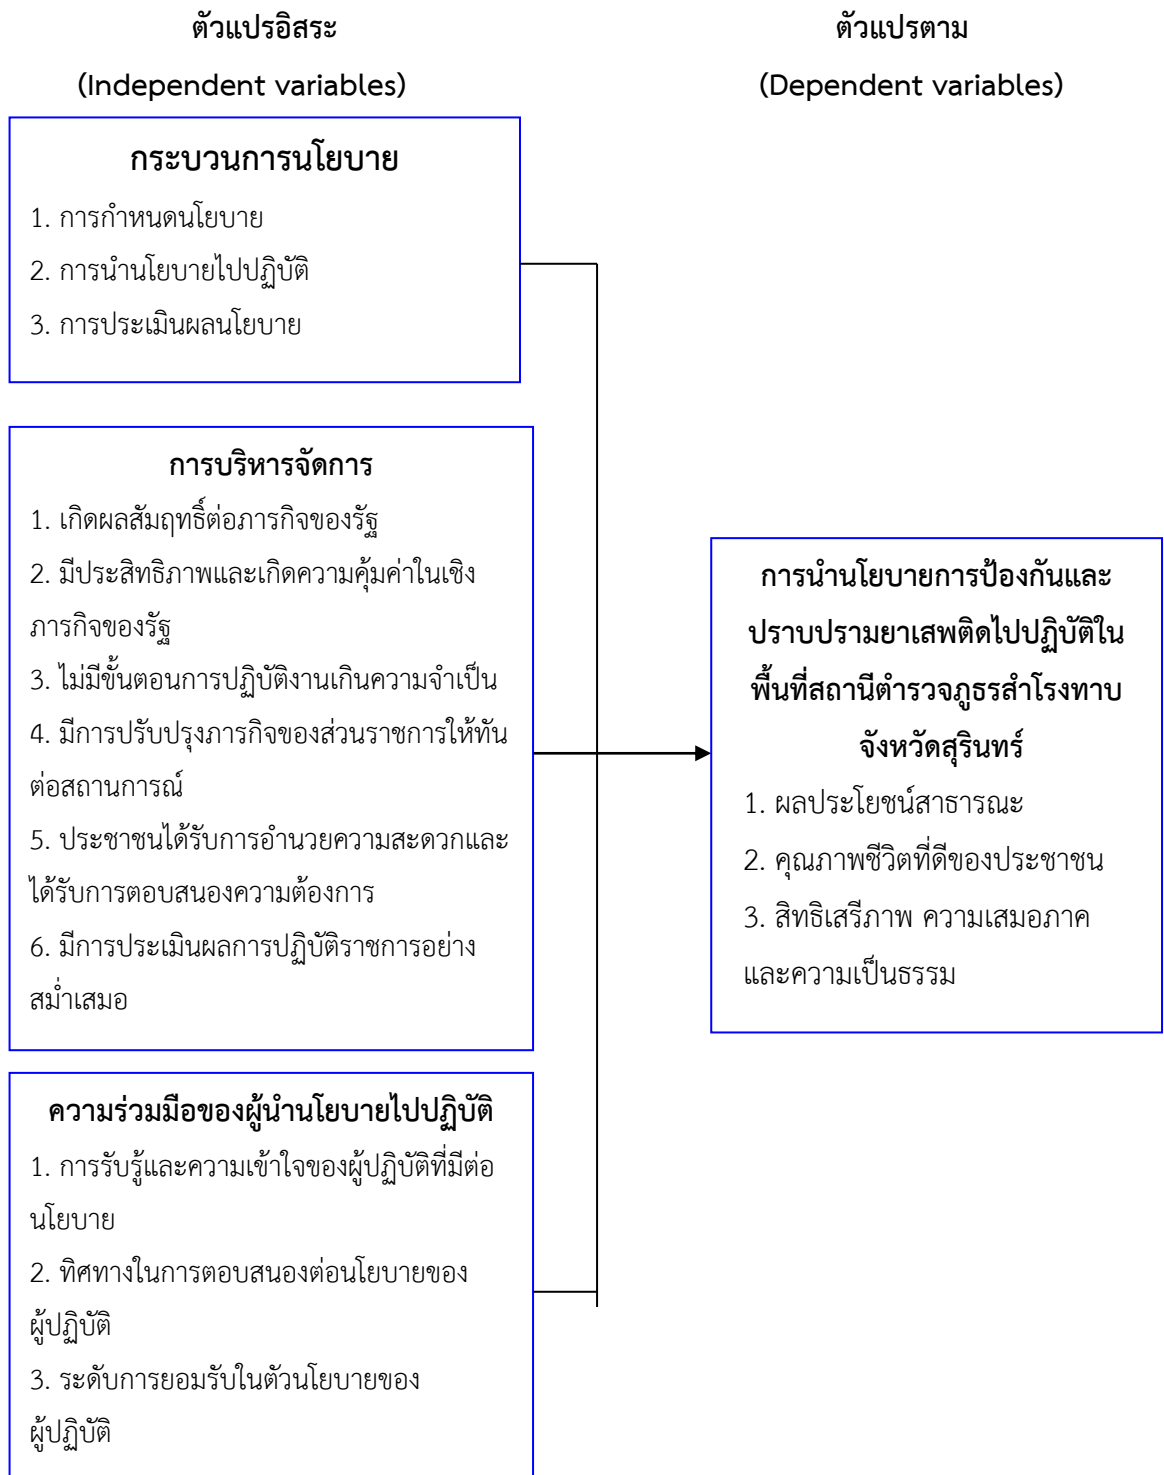 ตัวแปรอิสระ
(Independent variables)
ตัวแปรตาม
(Dependent variables)
กระบวนการนโยบาย
1. การกำหนดนโยบาย
2. การนำนโยบายไปปฏิบัติ
3. การประเมินผลนโยบาย
การบริหารจัดการ
1. เกิดผลสัมฤทธิ์ต่อภารกิจของรัฐ
2. มีประสิทธิภาพและเกิดความคุ้มค่าในเชิง
ภารกิจของรัฐ
3. ไม่มีขั้นตอนการปฏิบัติงานเกินความจำเป็น
4. มีการปรับปรุงภารกิจของส่วนราชการให้ทัน
ต่อสถานการณ์
5. ประชาชนได้รับการอำนวยความสะดวกและ
ได้รับการตอบสนองความต้องการ
6. มีการประเมินผลการปฏิบัติราชการอย่าง
สม่ำเสมอ
ความร่วมมือของผู้นำนโยบายไปปฏิบัติ
1. การรับรู้และความเข้าใจของผู้ปฏิบัติที่มีต่อ
นโยบาย
2. ทิศทางในการตอบสนองต่อนโยบายของ
ผู้ปฏิบัติ
3. ระดับการยอมรับในตัวนโยบายของ
ผู้ปฏิบัติ
การนำนโยบายการป้องกันและ
ปราบปรามยาเสพติดไปปฏิบัติใน
พื้นที่สถานีตำรวจภูธรสำโรงทาบ
จังหวัดสุรินทร์
1. ผลประโยชน์สาธารณะ
2. คุณภาพชีวิตที่ดีของประชาชน
3. สิทธิเสรีภาพ ความเสมอภาค
และความเป็นธรรม